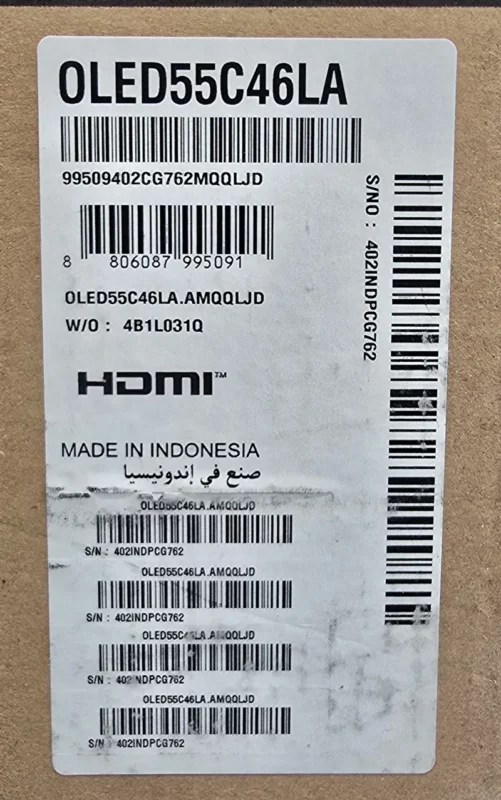 OLED55C46LA
99509402CG762MQQLJD
8 806087 995091
OLED55C46LA.AMQQLJD
W/O : 4B1L031Q
S/NO : 402INDPCG762
HDMI™
MADE IN INDONESIA
صنع في إندونيسيا
OLED55C46LA.AMQQLJD
S/N : 402INDPCG762
OLED55C46LA.AMQQLJD
S/N : 402INDPCG762
OLED55C46LA.AMQQLJD
S/N : 402INDPCG762
OLED55C46LA.AMQQLJD
S/N : 402INDPCG762